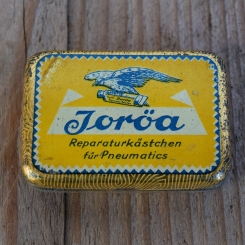 Joröa
Reparaturkästchen
für Pneumatics